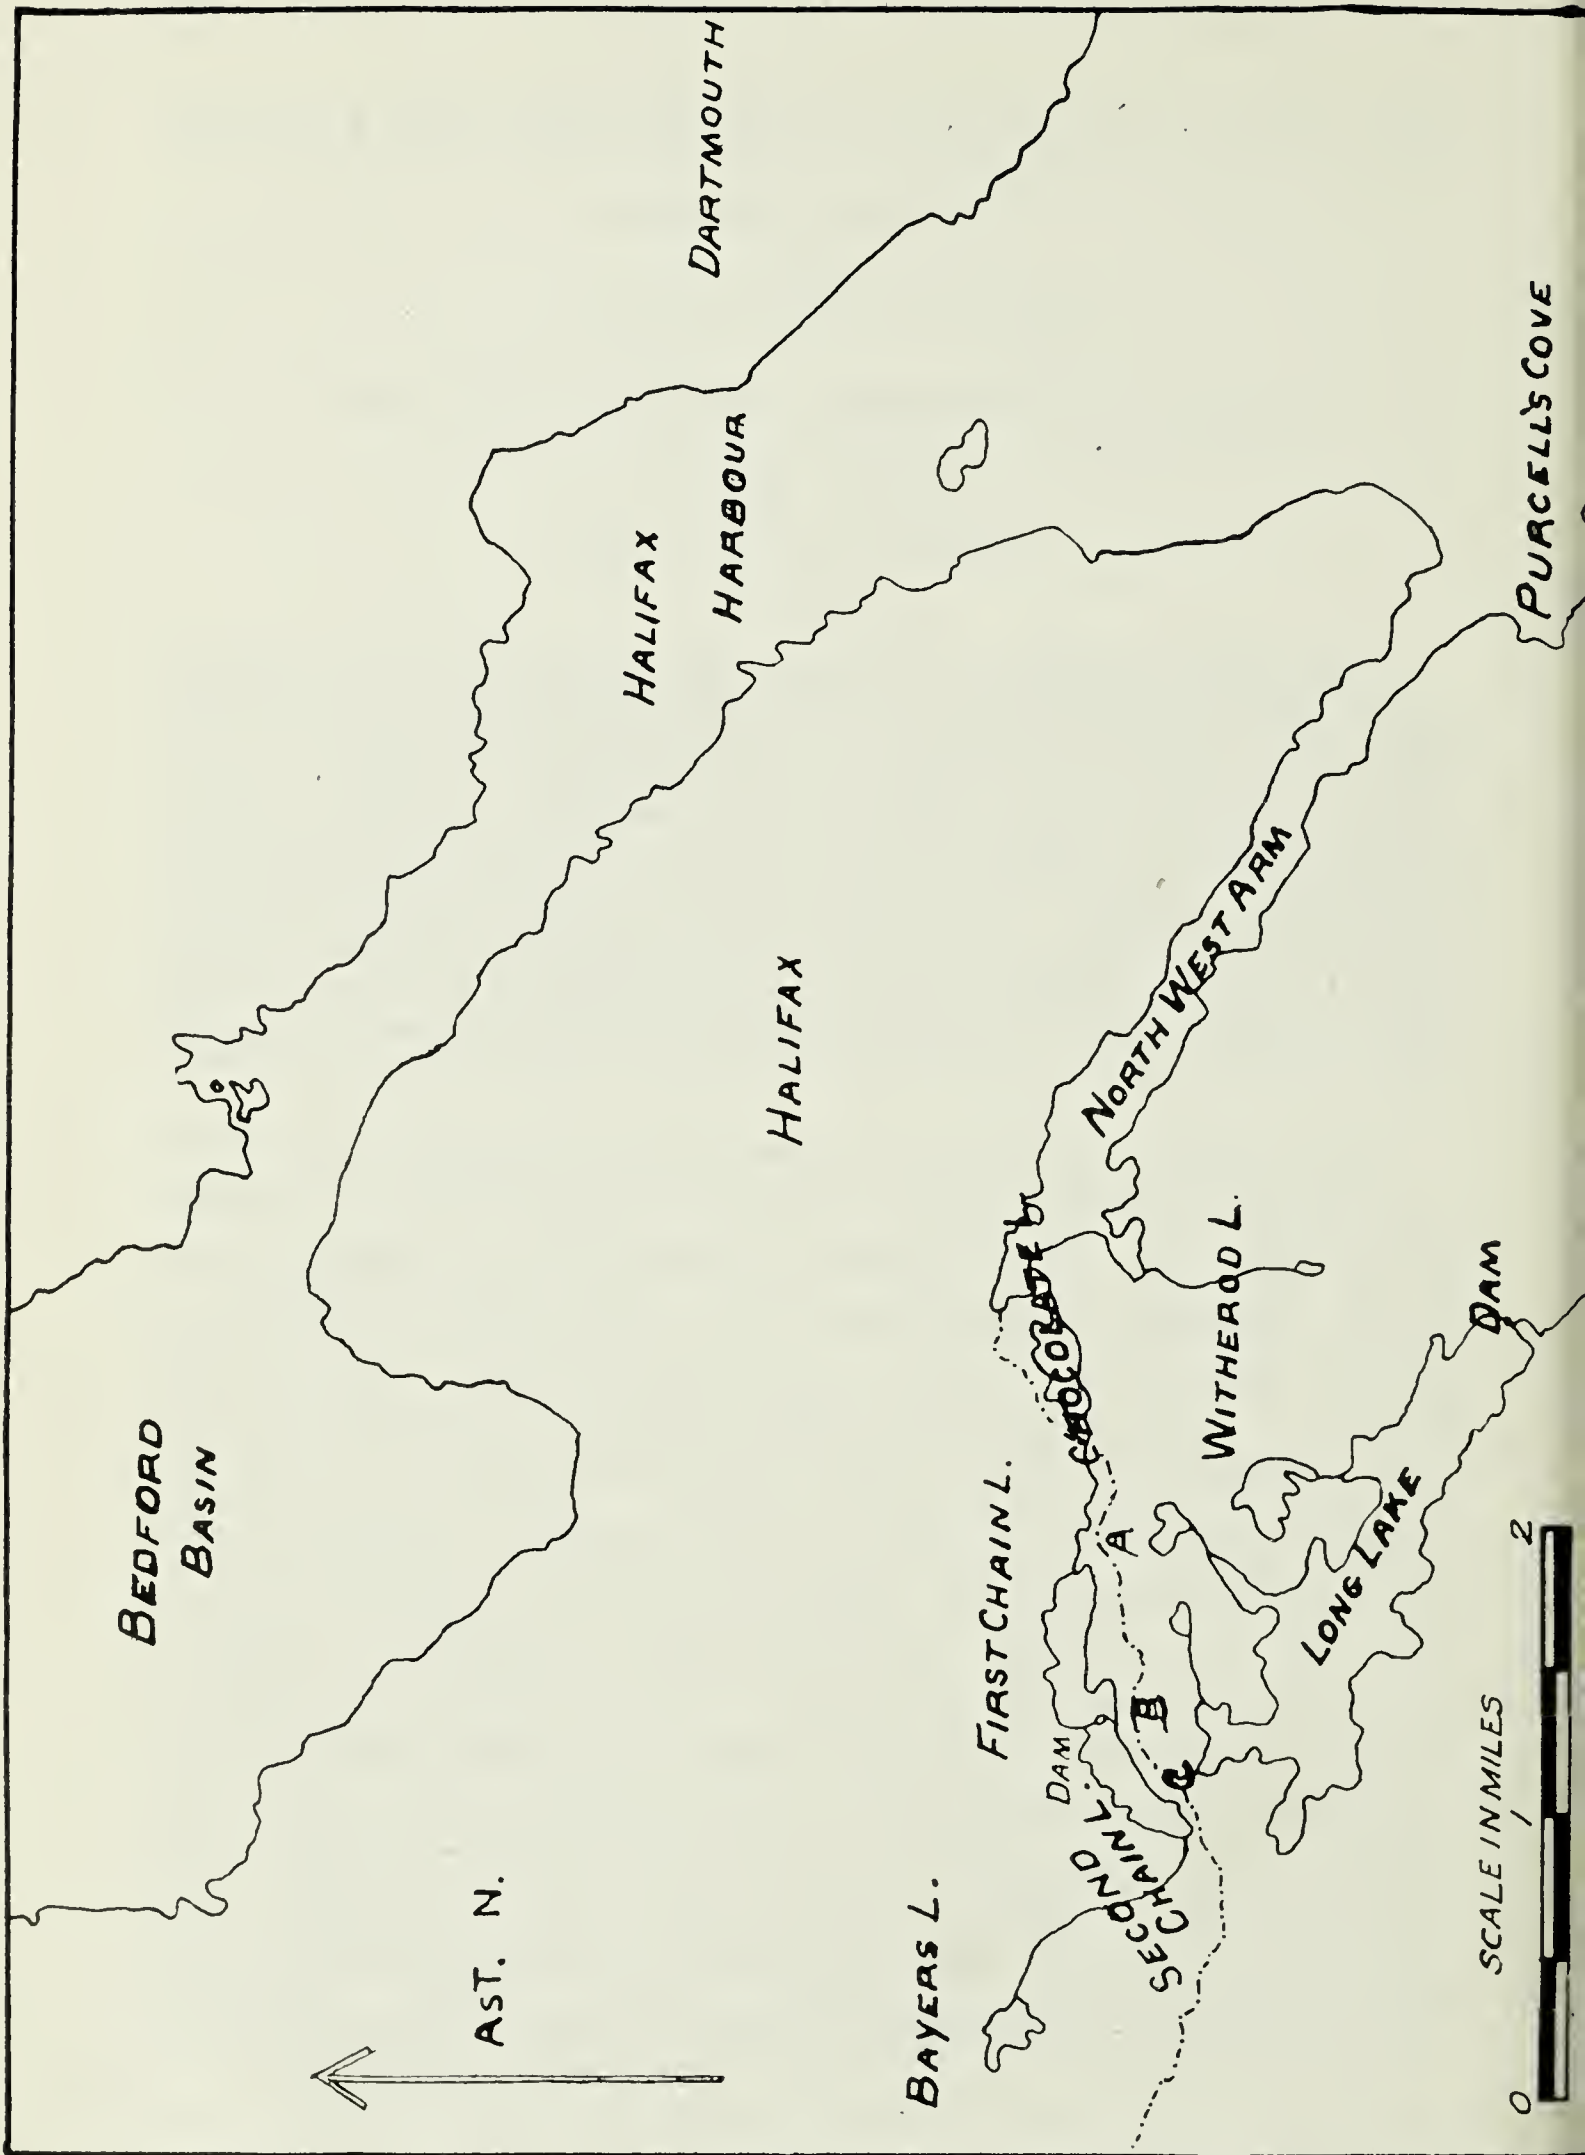 BEDFORD
BASIN
DARTMOUTH
HALIFAX
HARBOUR
HALIFAX
AST. N.
BAYERS L.
FIRST CHAIN L.
CHOCOLATE L.
NORTH WEST ARM
DAM
SECOND
CHAIN L.
A
B
C
WITHEROD L.
LONG LAKE
DAM
PURCELL'S COVE
SCALE IN MILES
0 1 2